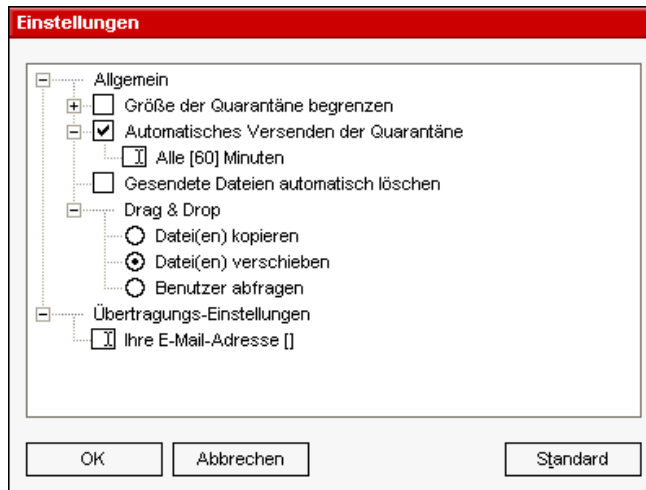 Einstellungen
Allgemein
Größe der Quarantäne begrenzen
Automatisches Versenden der Quarantäne
Alle [60] Minuten
Gesendete Dateien automatisch löschen
Drag & Drop
Datei(en) kopieren
Datei(en) verschieben
Benutzer abfragen
Übertragungs-Einstellungen
Ihre E-Mail-Adresse []
OK Abbrechen Standard